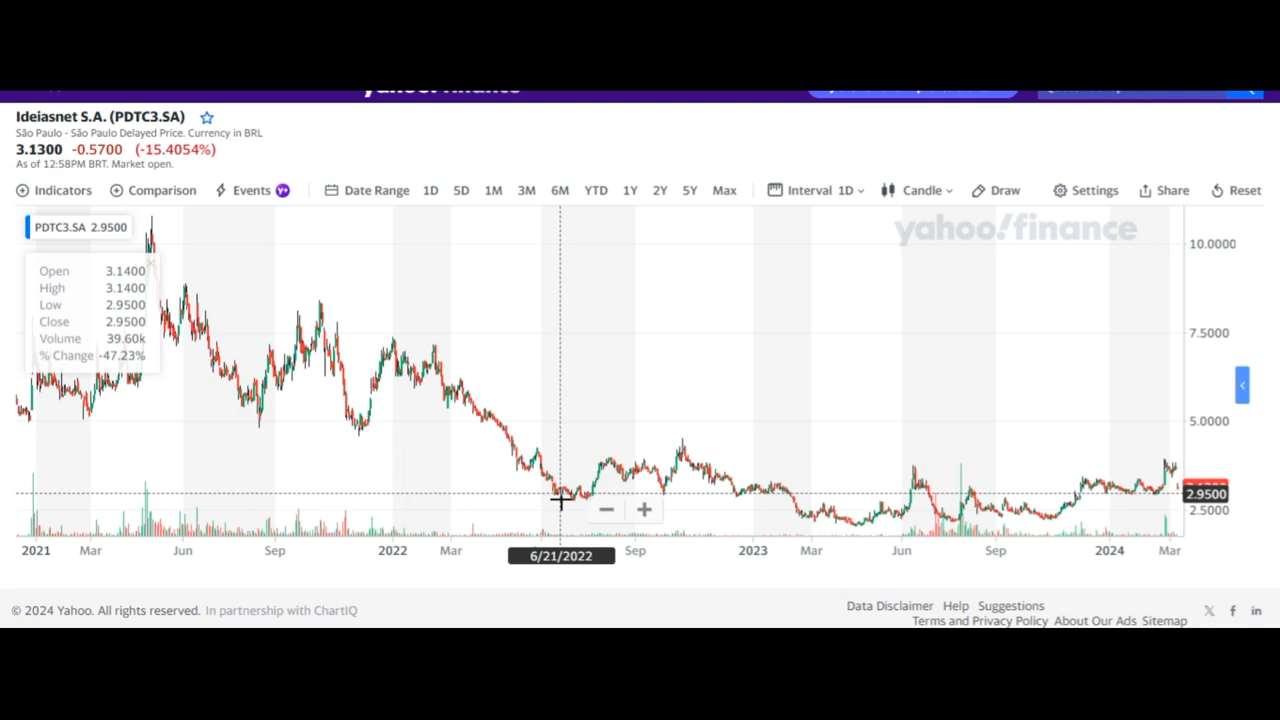 yahoo! finance
Ideiasnet S.A. (PDTC3.SA)
São Paulo - São Paulo Delayed Price. Currency in BRL
3.1300 -0.5700 (-15.4054%)
As of 12:58PM BRT. Market open.
Indicators Comparison Events Y+ Date Range 1D 5D 1M 3M 6M YTD 1Y 2Y 5Y Max Interval 1D Candle Draw Settings Share Reset
PDTC3.SA 2.9500
yahoo!finance
10.0000
Open 3.1400
High 3.1400
Low 2.9500
Close 2.9500
Volume 39.60k
% Change -47.23%
7.5000
5.0000
2.9500
2.5000
2021 Mar Jun Sep 2022 Mar 6/21/2022 Sep 2023 Mar Jun Sep 2024 Mar
© 2024 Yahoo. All rights reserved. In partnership with ChartIQ
Data Disclaimer Help Suggestions
Terms and Privacy Policy About Our Ads Sitemap